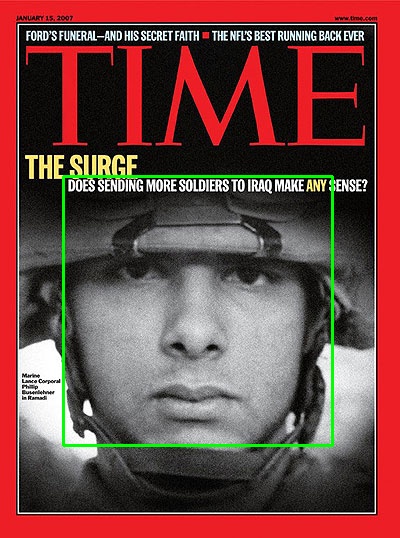 JANUARY 15, 2007 www.time.com
FORD'S FUNERAL—AND HIS SECRET FAITH ■ THE NFL'S BEST RUNNING BACK EVER
TIME
THE SURGE
DOES SENDING MORE SOLDIERS TO IRAQ MAKE ANY SENSE?
Marine
Lance Corporal
Phillip
Busenlehner
in Ramadi